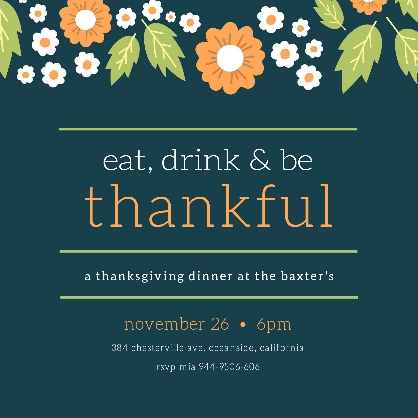 eat, drink & be
thankful
a thanksgiving dinner at the baxter's
november 26 • 6pm
384 chesterville ave. oceanside, california
rsvp mia 944-9506-606